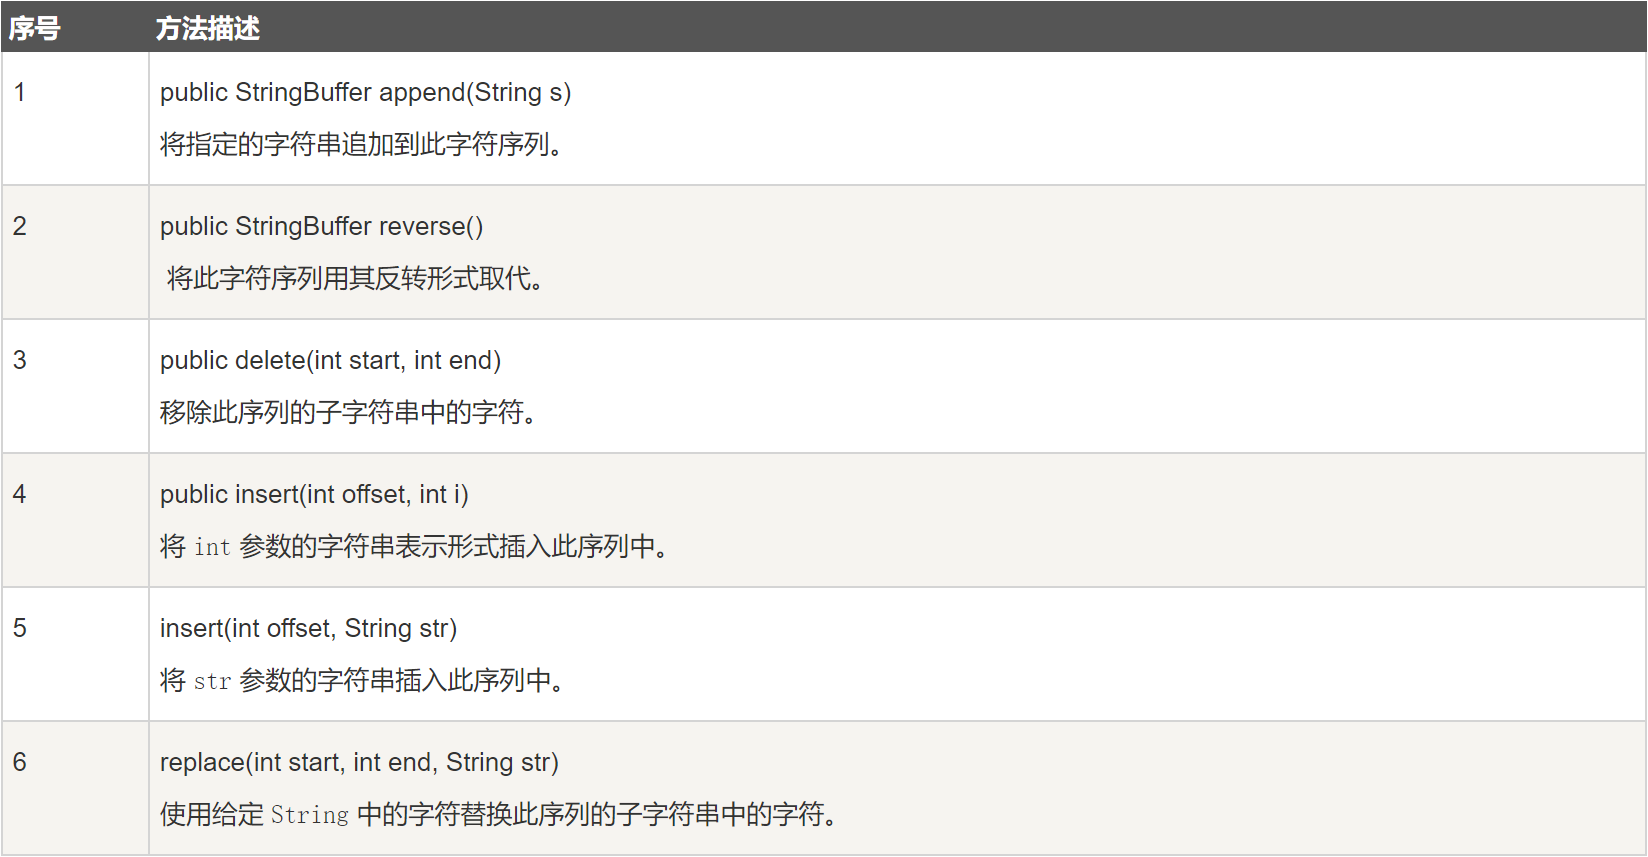 序号 方法描述
1 public StringBuffer append(String s)
将指定的字符串追加到此字符序列。
2 public StringBuffer reverse()
将此字符序列用其反转形式取代。
3 public delete(int start, int end)
移除此序列的子字符串中的字符。
4 public insert(int offset, int i)
将 int 参数的字符串表示形式插入此序列中。
5 insert(int offset, String str)
将 str 参数的字符串插入此序列中。
6 replace(int start, int end, String str)
使用给定 String 中的字符替换此序列的子字符串中的字符。